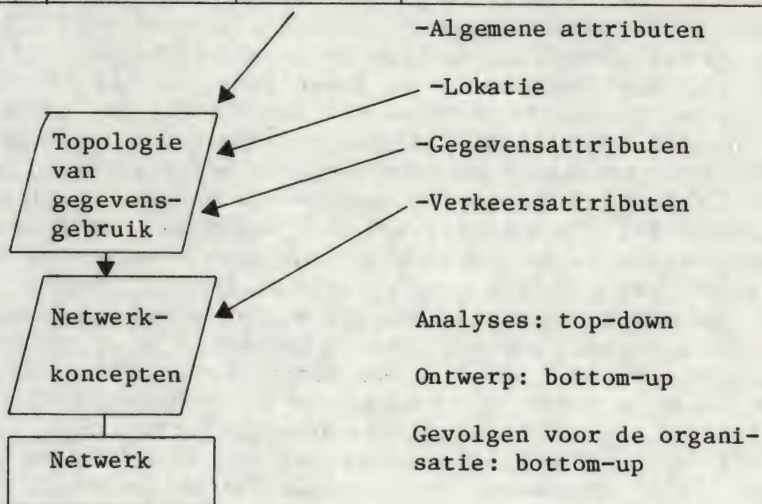 -Algemene attributen
-Lokatie
-Gegevensattributen
-Verkeersattributen
Topologie
van
gegevens-
gebruik
Netwerk-
koncepten
Netwerk
Analyses: top-down
Ontwerp: bottom-up
Gevolgen voor de organi-
satie: bottom-up